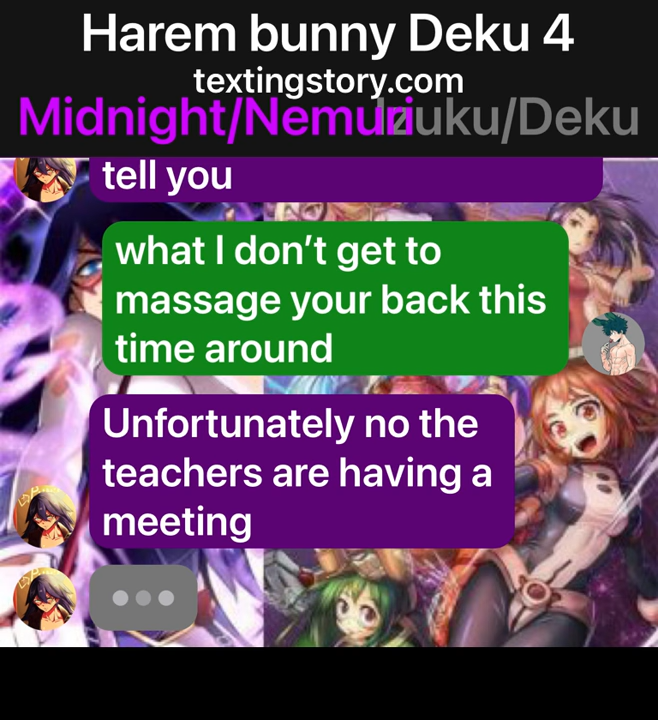 Harem bunny Deku 4
textingstory.com
Midnight/Nemuri Izuku/Deku
tell you
what I don’t get to
massage your back this
time around
Unfortunately no the
teachers are having a
meeting